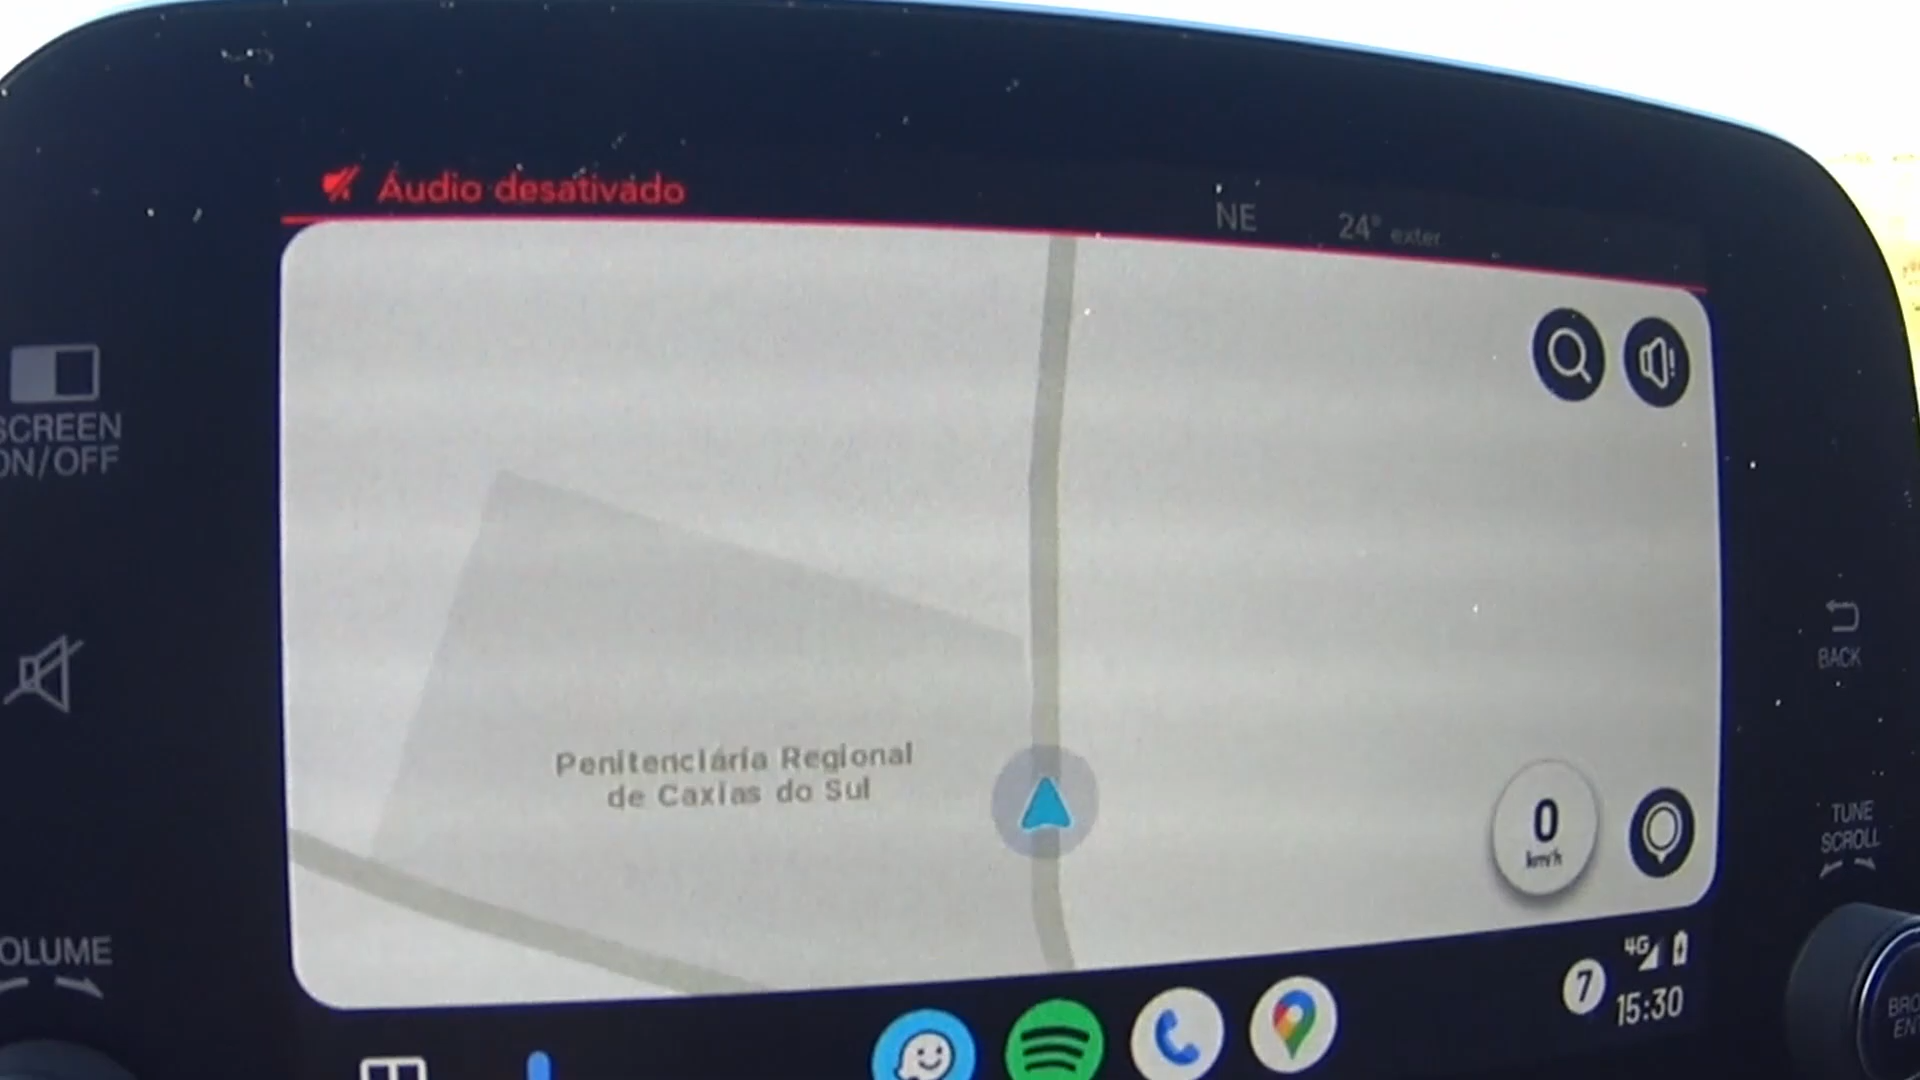 Áudio desativado
NE 24° exter
SCREEN
ON/OFF
BACK
Penitenciária Regional
de Caxias do Sul
0
km/h
TUNE
SCROLL
VOLUME
4G
7
15:30